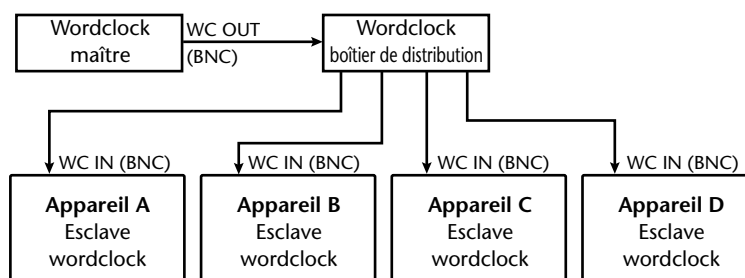 Wordclock
maître
WC OUT
(BNC)
Wordclock
boîtier de distribution
WC IN (BNC)
WC IN (BNC)
WC IN (BNC)
WC IN (BNC)
Appareil A
Esclave
wordclock
Appareil B
Esclave
wordclock
Appareil C
Esclave
wordclock
Appareil D
Esclave
wordclock